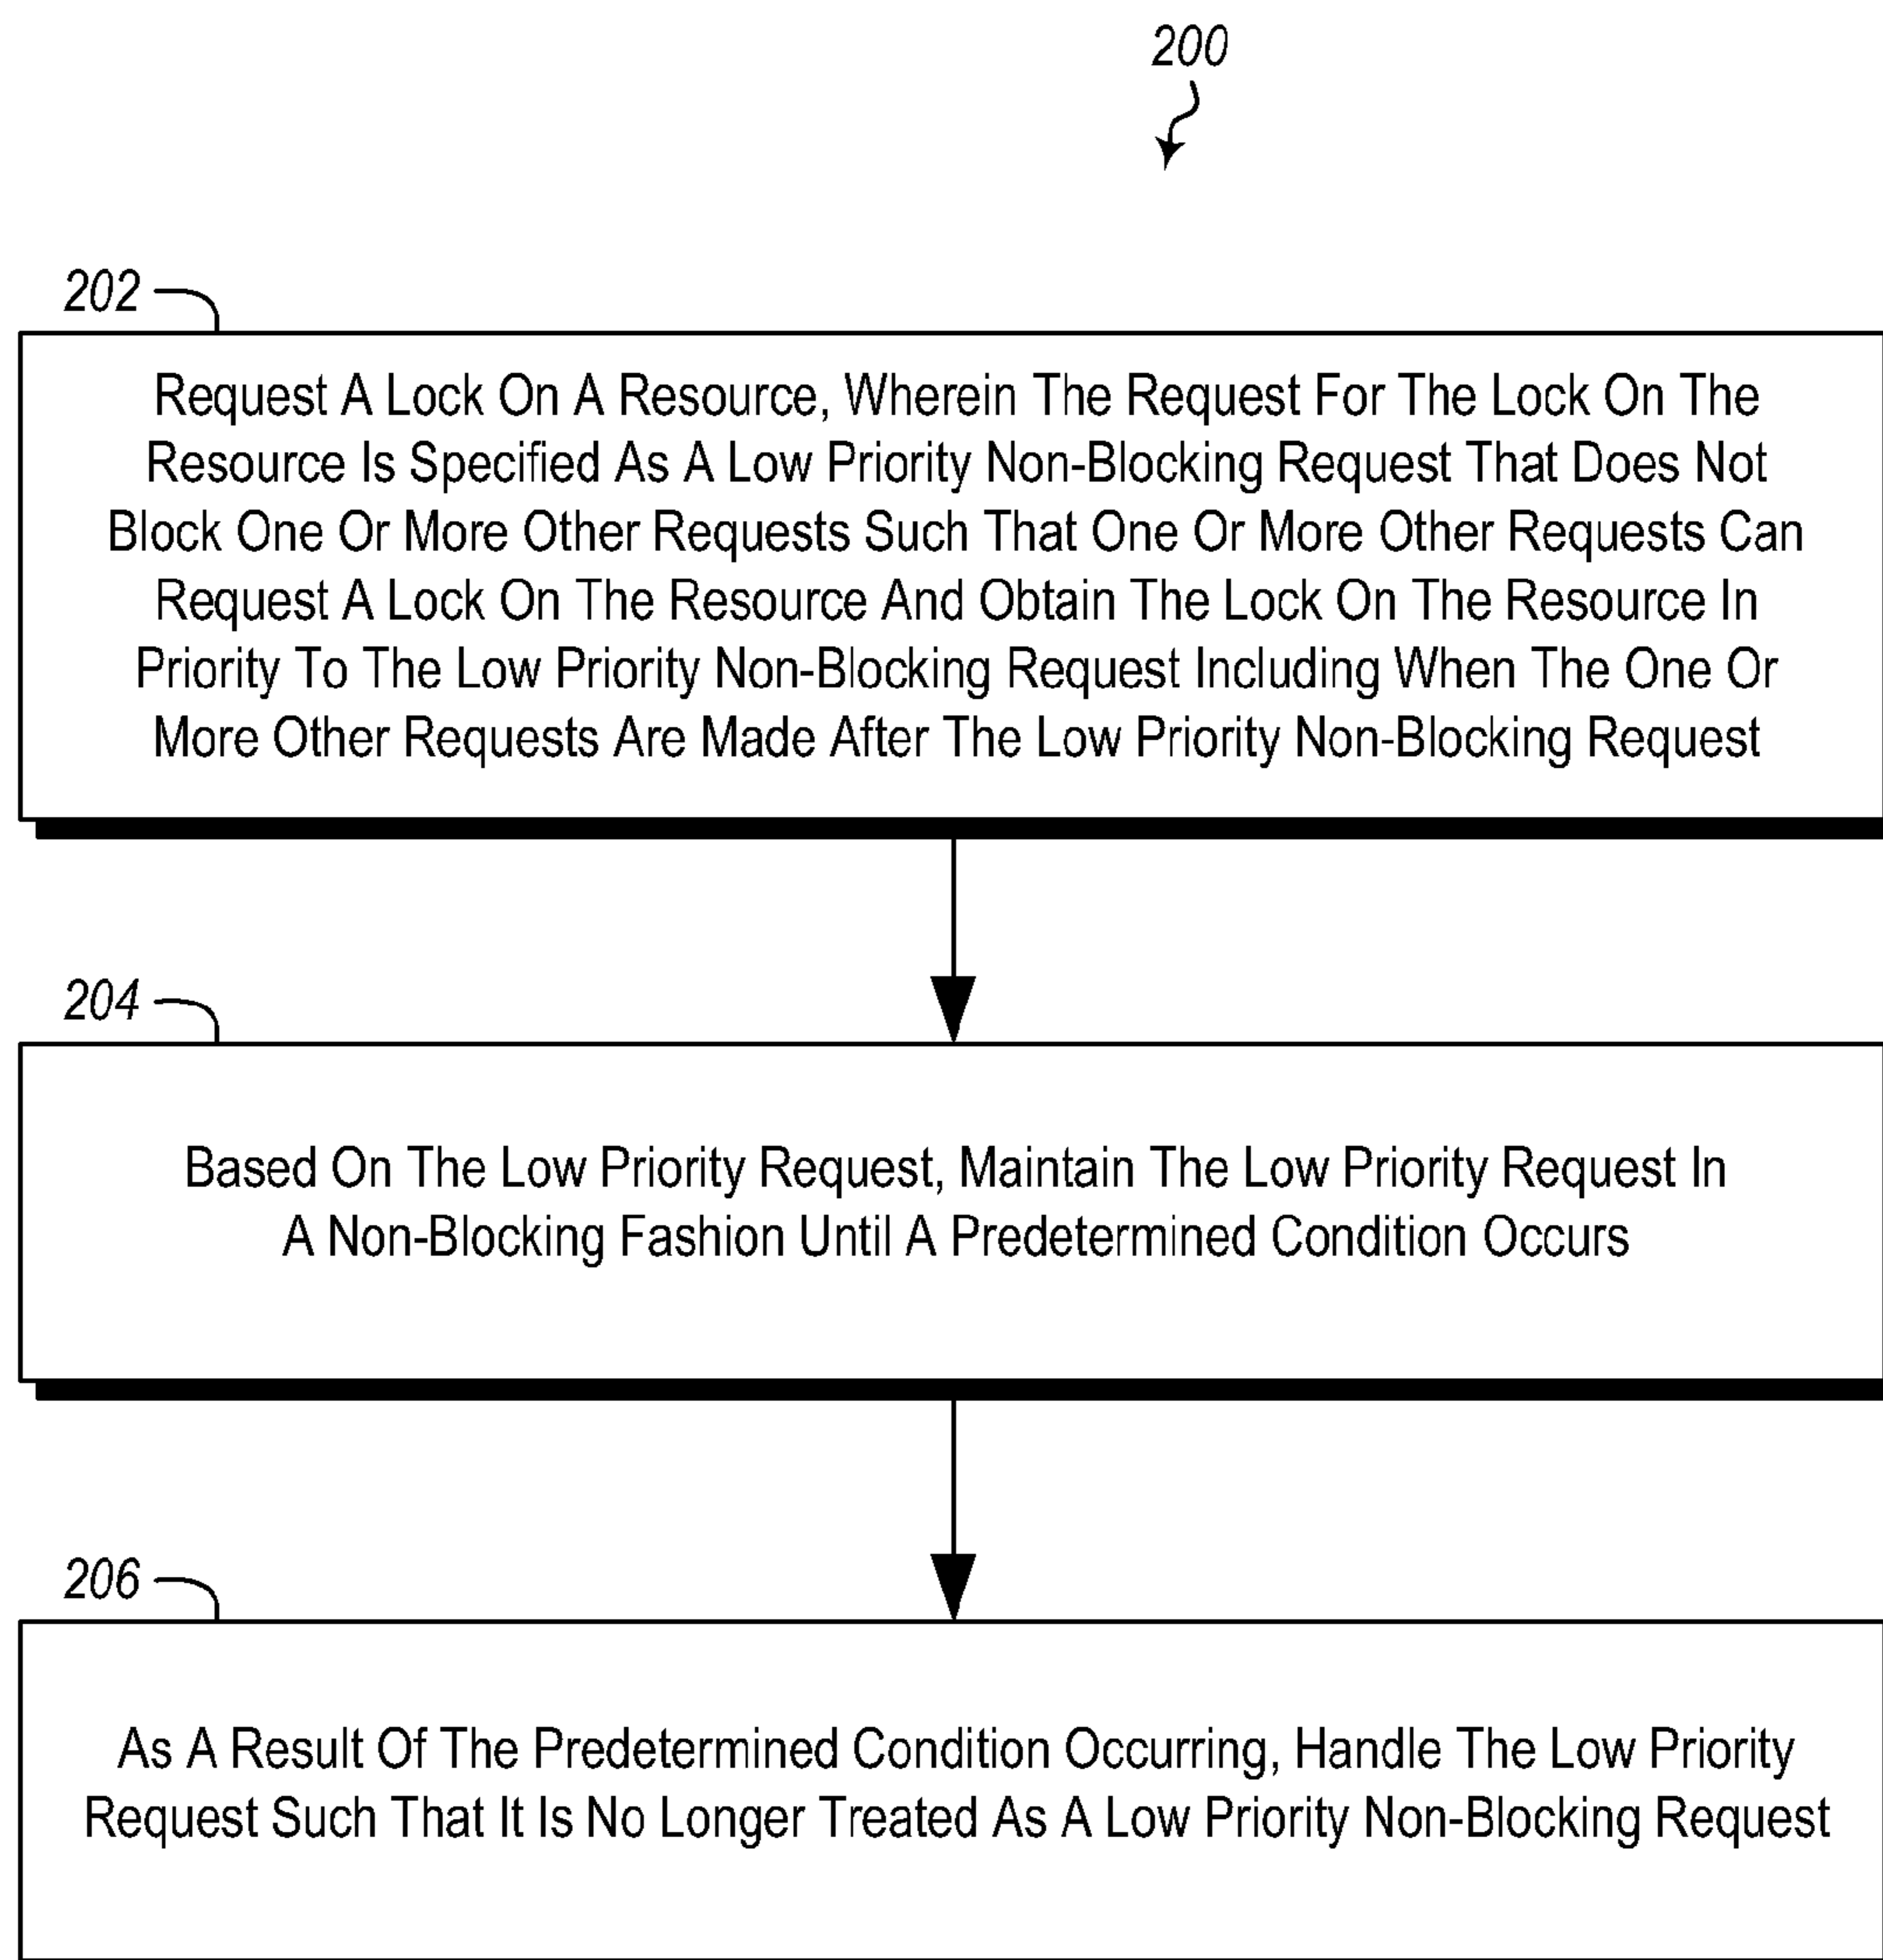 200
202
Request A Lock On A Resource, Wherein The Request For The Lock On The
Resource Is Specified As A Low Priority Non-Blocking Request That Does Not
Block One Or More Other Requests Such That One Or More Other Requests Can
Request A Lock On The Resource And Obtain The Lock On The Resource In
Priority To The Low Priority Non-Blocking Request Including When The One Or
More Other Requests Are Made After The Low Priority Non-Blocking Request
204
Based On The Low Priority Request, Maintain The Low Priority Request In
A Non-Blocking Fashion Until A Predetermined Condition Occurs
206
As A Result Of The Predetermined Condition Occurring, Handle The Low Priority
Request Such That It Is No Longer Treated As A Low Priority Non-Blocking Request